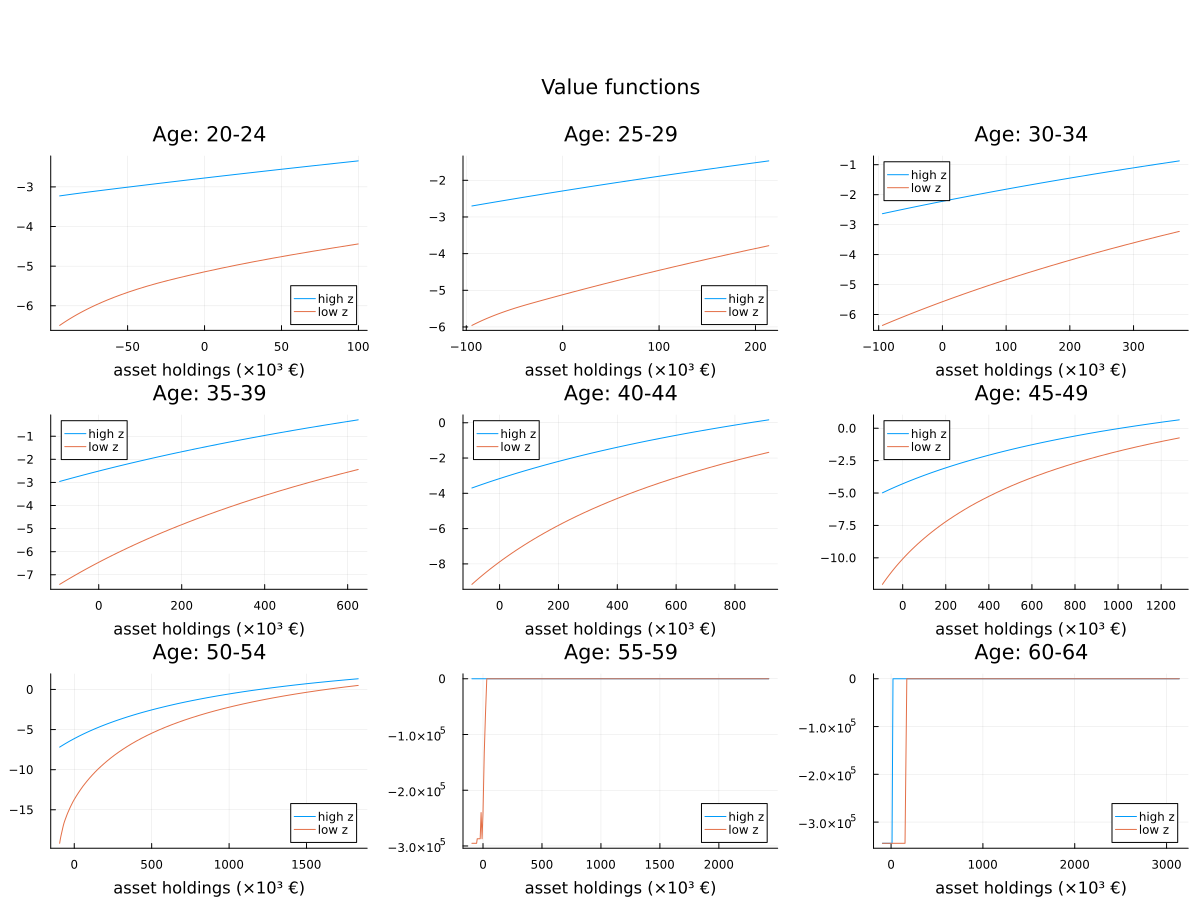 Value functions
Age: 20-24
−3
−4
−5
−6
−50 0 50 100
asset holdings (×10³ €)
high z
low z
Age: 25-29
−2
−3
−4
−5
−6
−100 0 100 200
asset holdings (×10³ €)
high z
low z
Age: 30-34
−1
−2
−3
−4
−5
−6
−100 0 100 200 300
asset holdings (×10³ €)
high z
low z
Age: 35-39
−1
−2
−3
−4
−5
−6
−7
0 200 400 600
asset holdings (×10³ €)
high z
low z
Age: 40-44
0
−2
−4
−6
−8
0 200 400 600 800
asset holdings (×10³ €)
high z
low z
Age: 45-49
0.0
−2.5
−5.0
−7.5
−10.0
0 200 400 600 800 1000 1200
asset holdings (×10³ €)
high z
low z
Age: 50-54
0
−5
−10
−15
0 500 1000 1500
asset holdings (×10³ €)
high z
low z
Age: 55-59
0
−1.0×10⁵
−2.0×10⁵
−3.0×10⁵
0 500 1000 1500 2000
asset holdings (×10³ €)
high z
low z
Age: 60-64
0
−1.0×10⁵
−2.0×10⁵
−3.0×10⁵
0 1000 2000 3000
asset holdings (×10³ €)
high z
low z